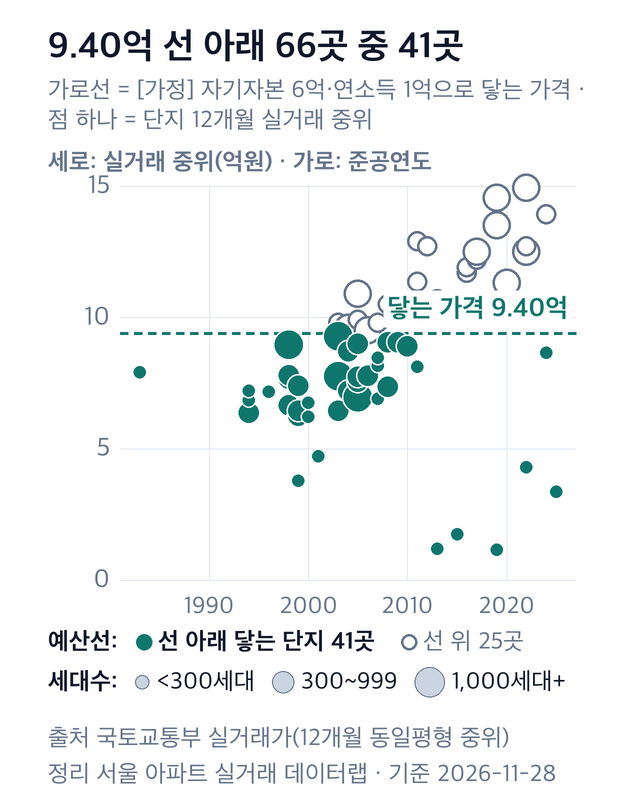 9.40억 선 아래 66곳 중 41곳
가로선 = [가정] 자기자본 6억·연소득 1억으로 닿는 가격 ·
점 하나 = 단지 12개월 실거래 중위
세로: 실거래 중위(억원) · 가로: 준공연도
15
10
닿는 가격 9.40억
5
0
1990 2000 2010 2020
예산선: 선 아래 닿는 단지 41곳 선 위 25곳
세대수: <300세대 300~999 1,000세대+
출처 국토교통부 실거래가(12개월 동일평형 중위)
정리 서울 아파트 실거래 데이터랩 · 기준 2026-11-28